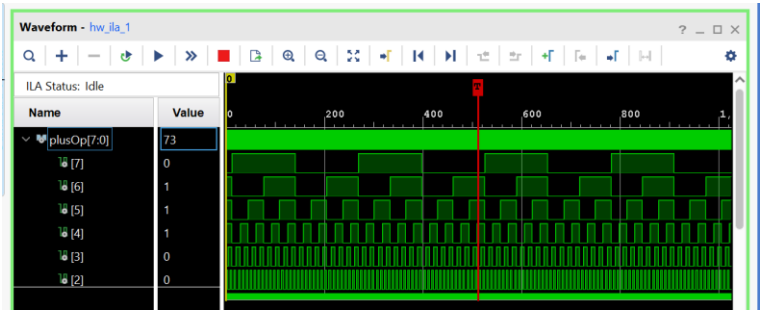 Waveform - hw_ila_1
? _ □ ×
ILA Status: Idle
Name Value
0
0 200 400 600 800 1,
T
plusOp[7:0] 73
[7] 0
[6] 1
[5] 1
[4] 1
[3] 0
[2] 0